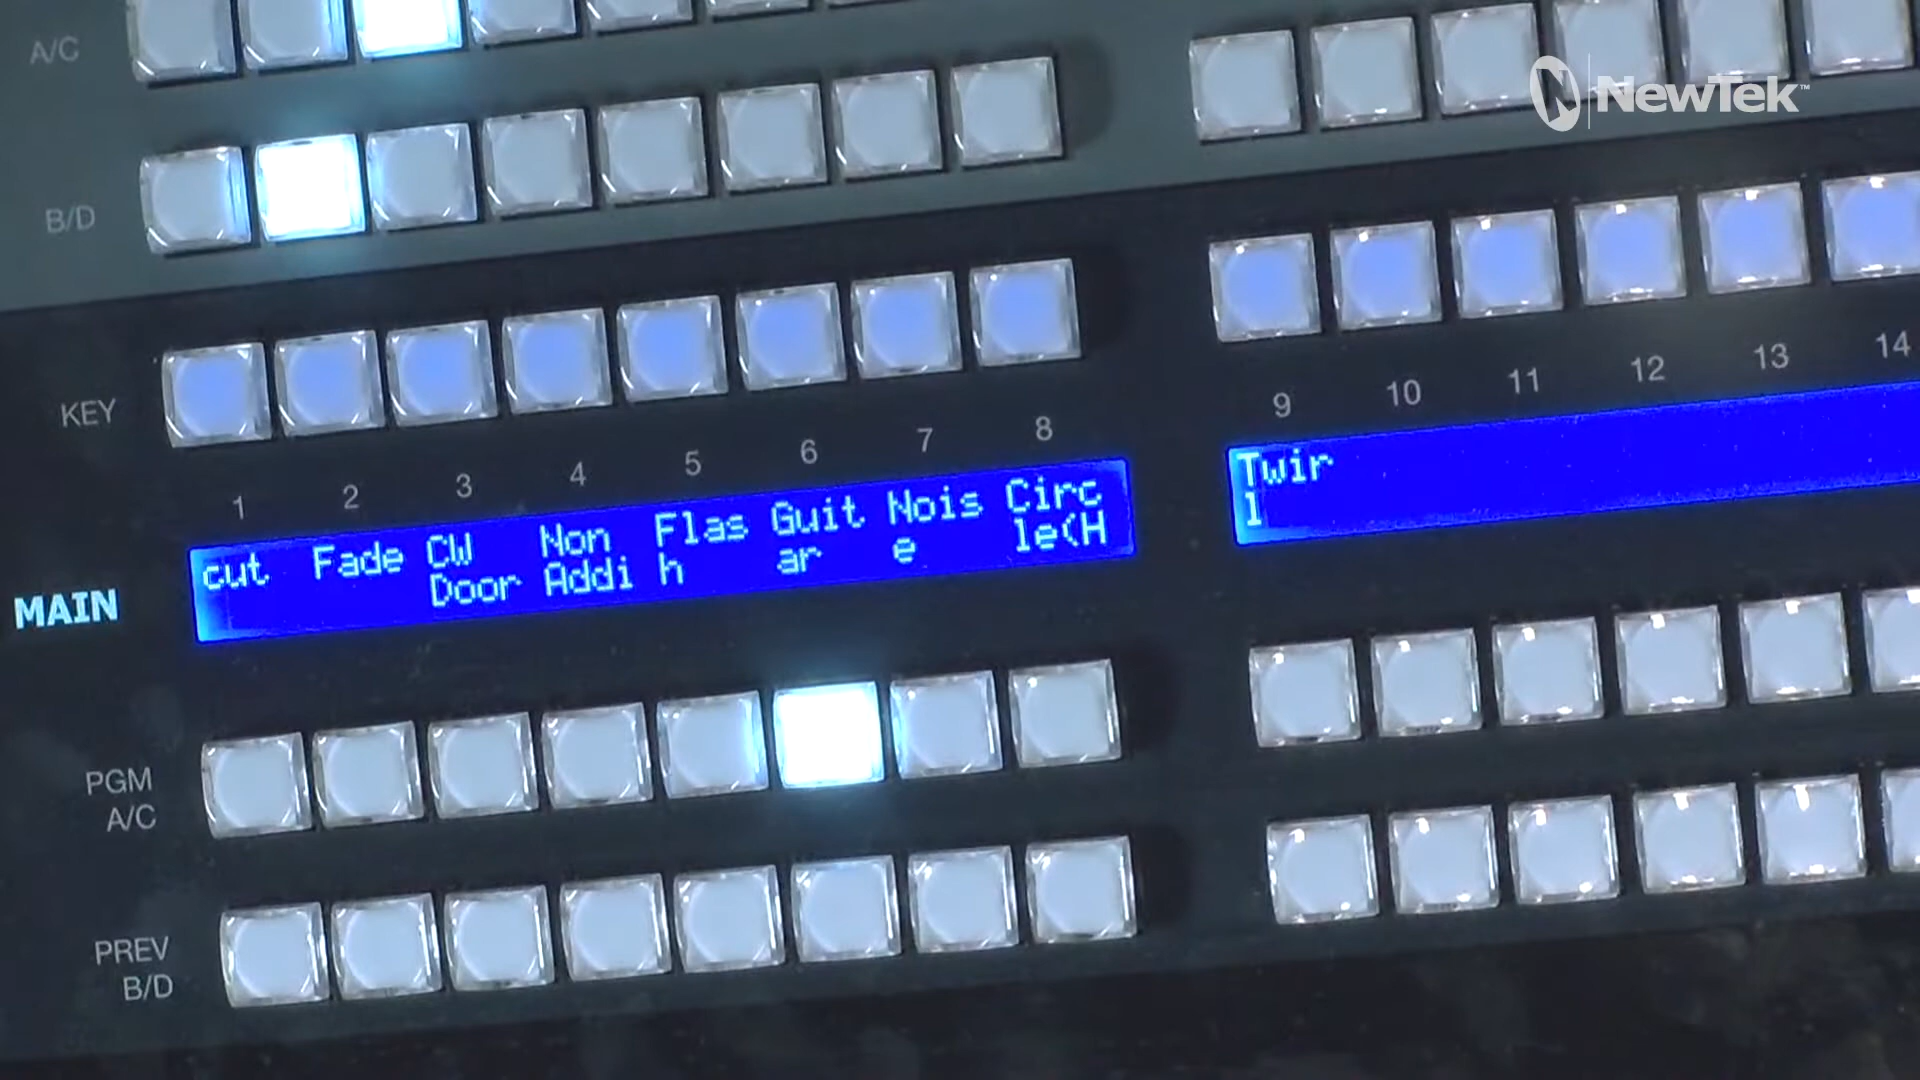 A/C
NewTek™
B/D
KEY
1 2 3 4 5 6 7 8
9 10 11 12 13 14
cut Fade CW Non Flas Guit Nois Circ
Door Addi h ar e le(H
Twir
l
MAIN
PGM
A/C
PREV
B/D